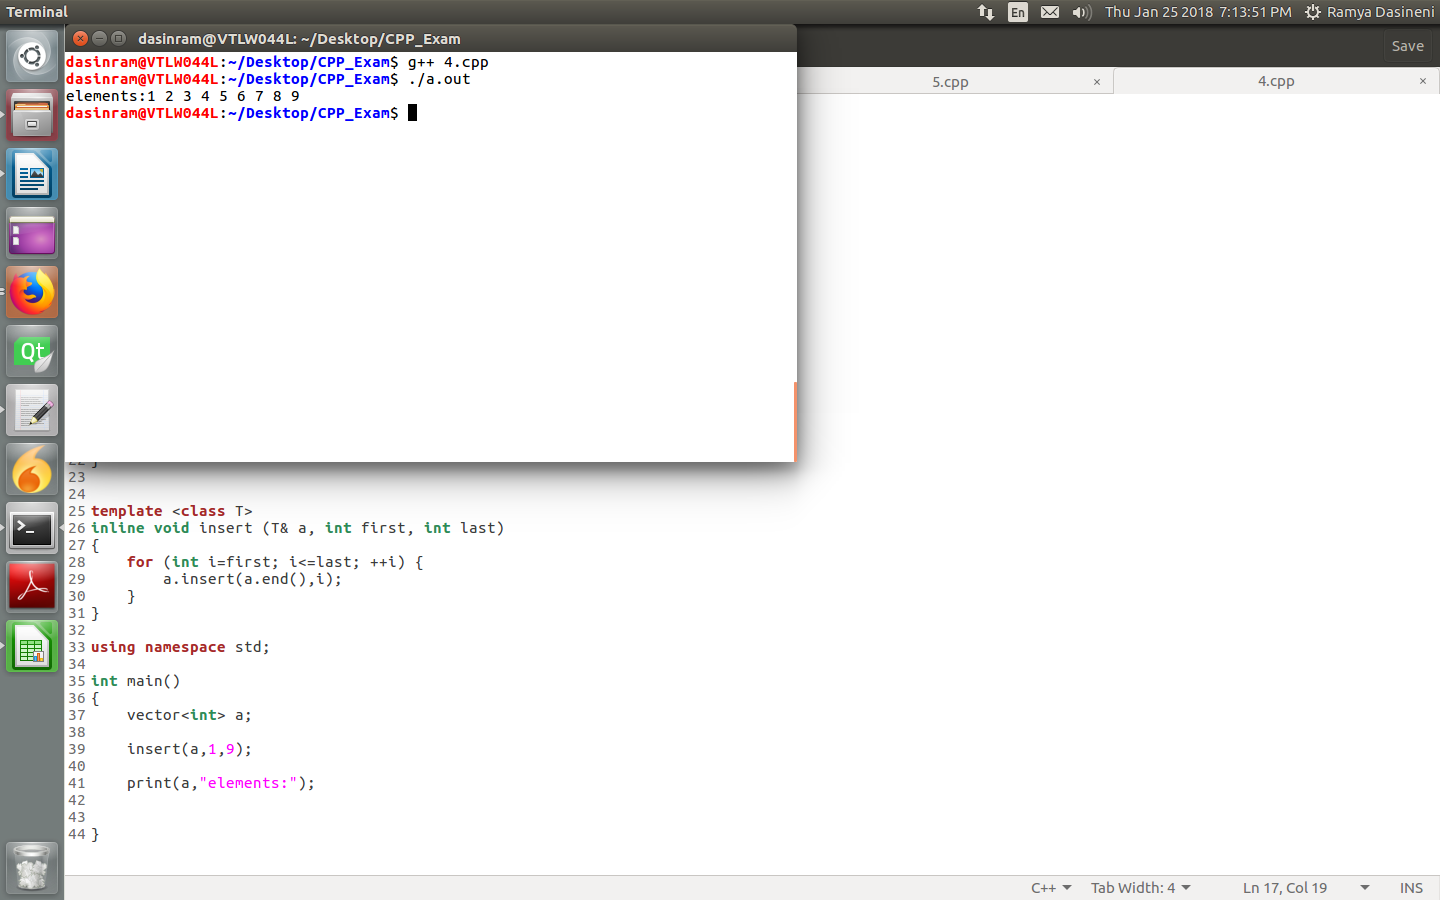 Terminal
En
Thu Jan 25 2018 7:13:51 PM
Ramya Dasineni
dasinram@VTLW044L: ~/Desktop/CPP_Exam
Save
5.cpp ×
4.cpp ×
dasinram@VTLW044L:~/Desktop/CPP_Exam$ g++ 4.cpp
dasinram@VTLW044L:~/Desktop/CPP_Exam$ ./a.out
elements:1 2 3 4 5 6 7 8 9
dasinram@VTLW044L:~/Desktop/CPP_Exam$
Qt
>_
23
24
25 template <class T>
26 inline void insert (T& a, int first, int last)
27 {
28     for (int i=first; i<=last; ++i) {
29         a.insert(a.end(),i);
30     }
31 }
32
33 using namespace std;
34
35 int main()
36 {
37     vector<int> a;
38
39     insert(a,1,9);
40
41     print(a,"elements:");
42
43
44 }
C++ Tab Width: 4 Ln 17, Col 19 INS